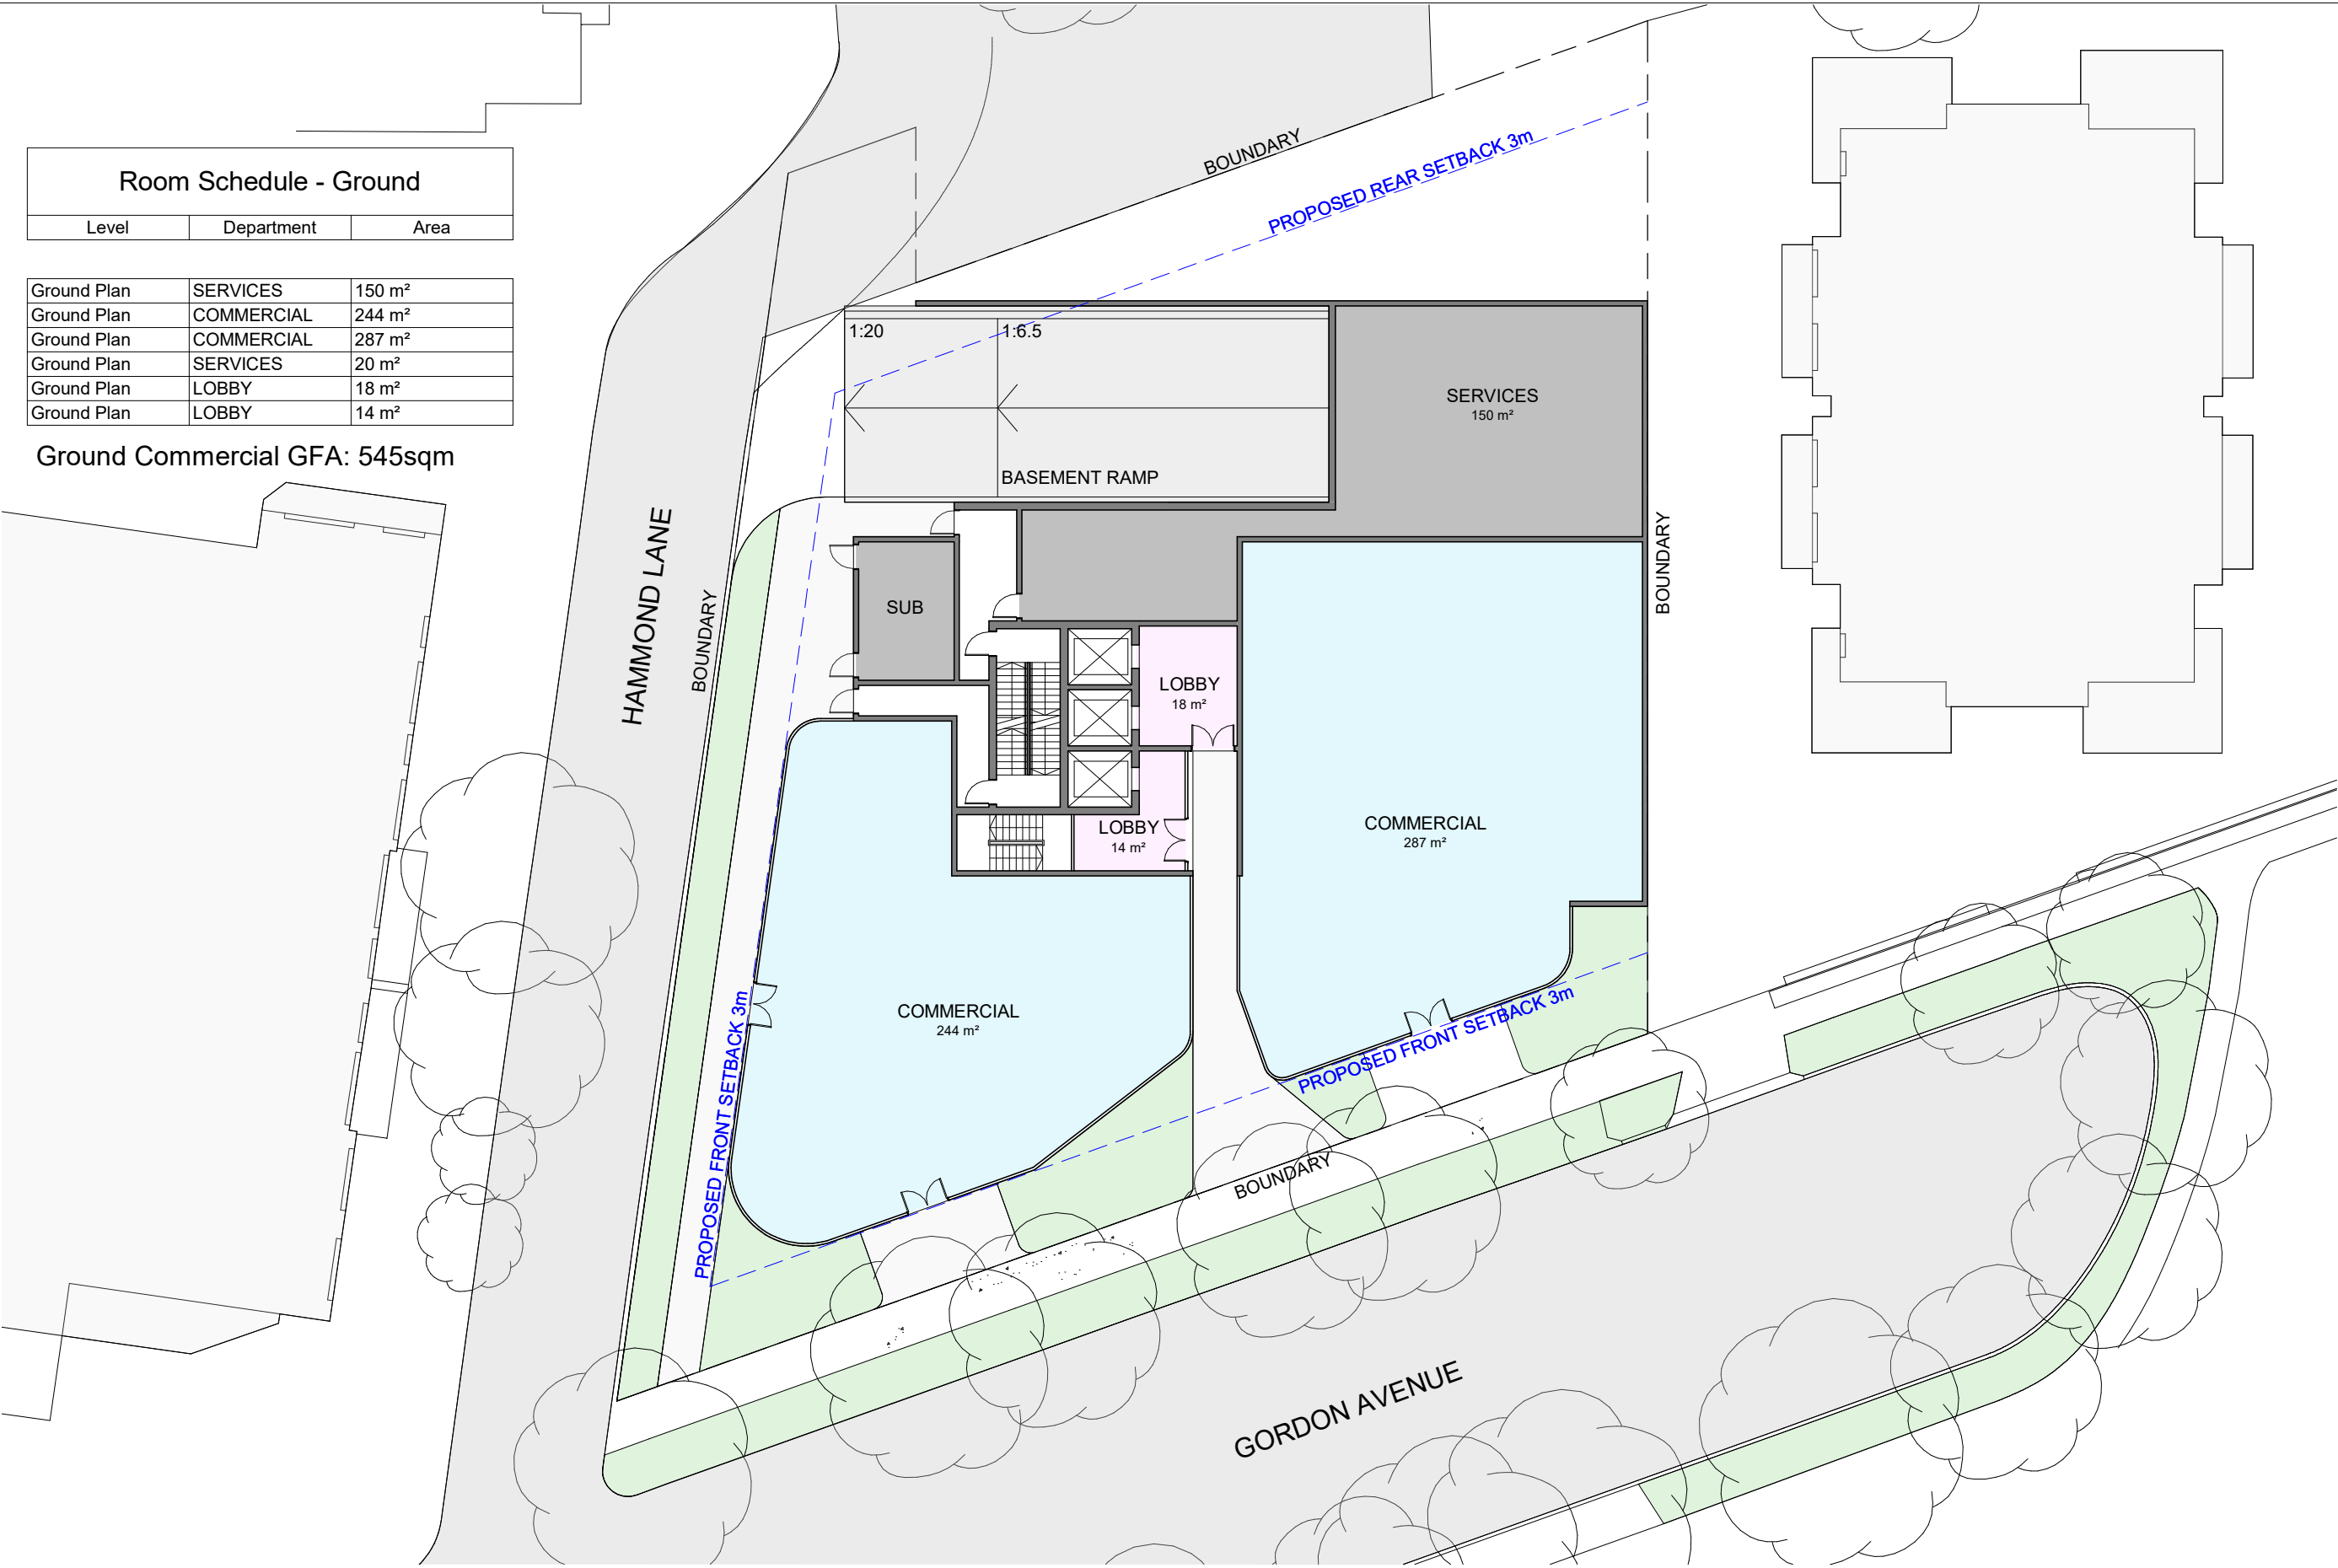 Room Schedule - Ground
Level Department Area
Ground Plan SERVICES 150 m²
Ground Plan COMMERCIAL 244 m²
Ground Plan COMMERCIAL 287 m²
Ground Plan SERVICES 20 m²
Ground Plan LOBBY 18 m²
Ground Plan LOBBY 14 m²
Ground Commercial GFA: 545sqm
BOUNDARY
PROPOSED REAR SETBACK 3m
1:20
1:6.5
BASEMENT RAMP
SERVICES
150 m²
HAMMOND LANE
BOUNDARY
BOUNDARY
SUB
LOBBY
18 m²
LOBBY
14 m²
COMMERCIAL
287 m²
COMMERCIAL
244 m²
PROPOSED FRONT SETBACK 3m
PROPOSED FRONT SETBACK 3m
BOUNDARY
GORDON AVENUE